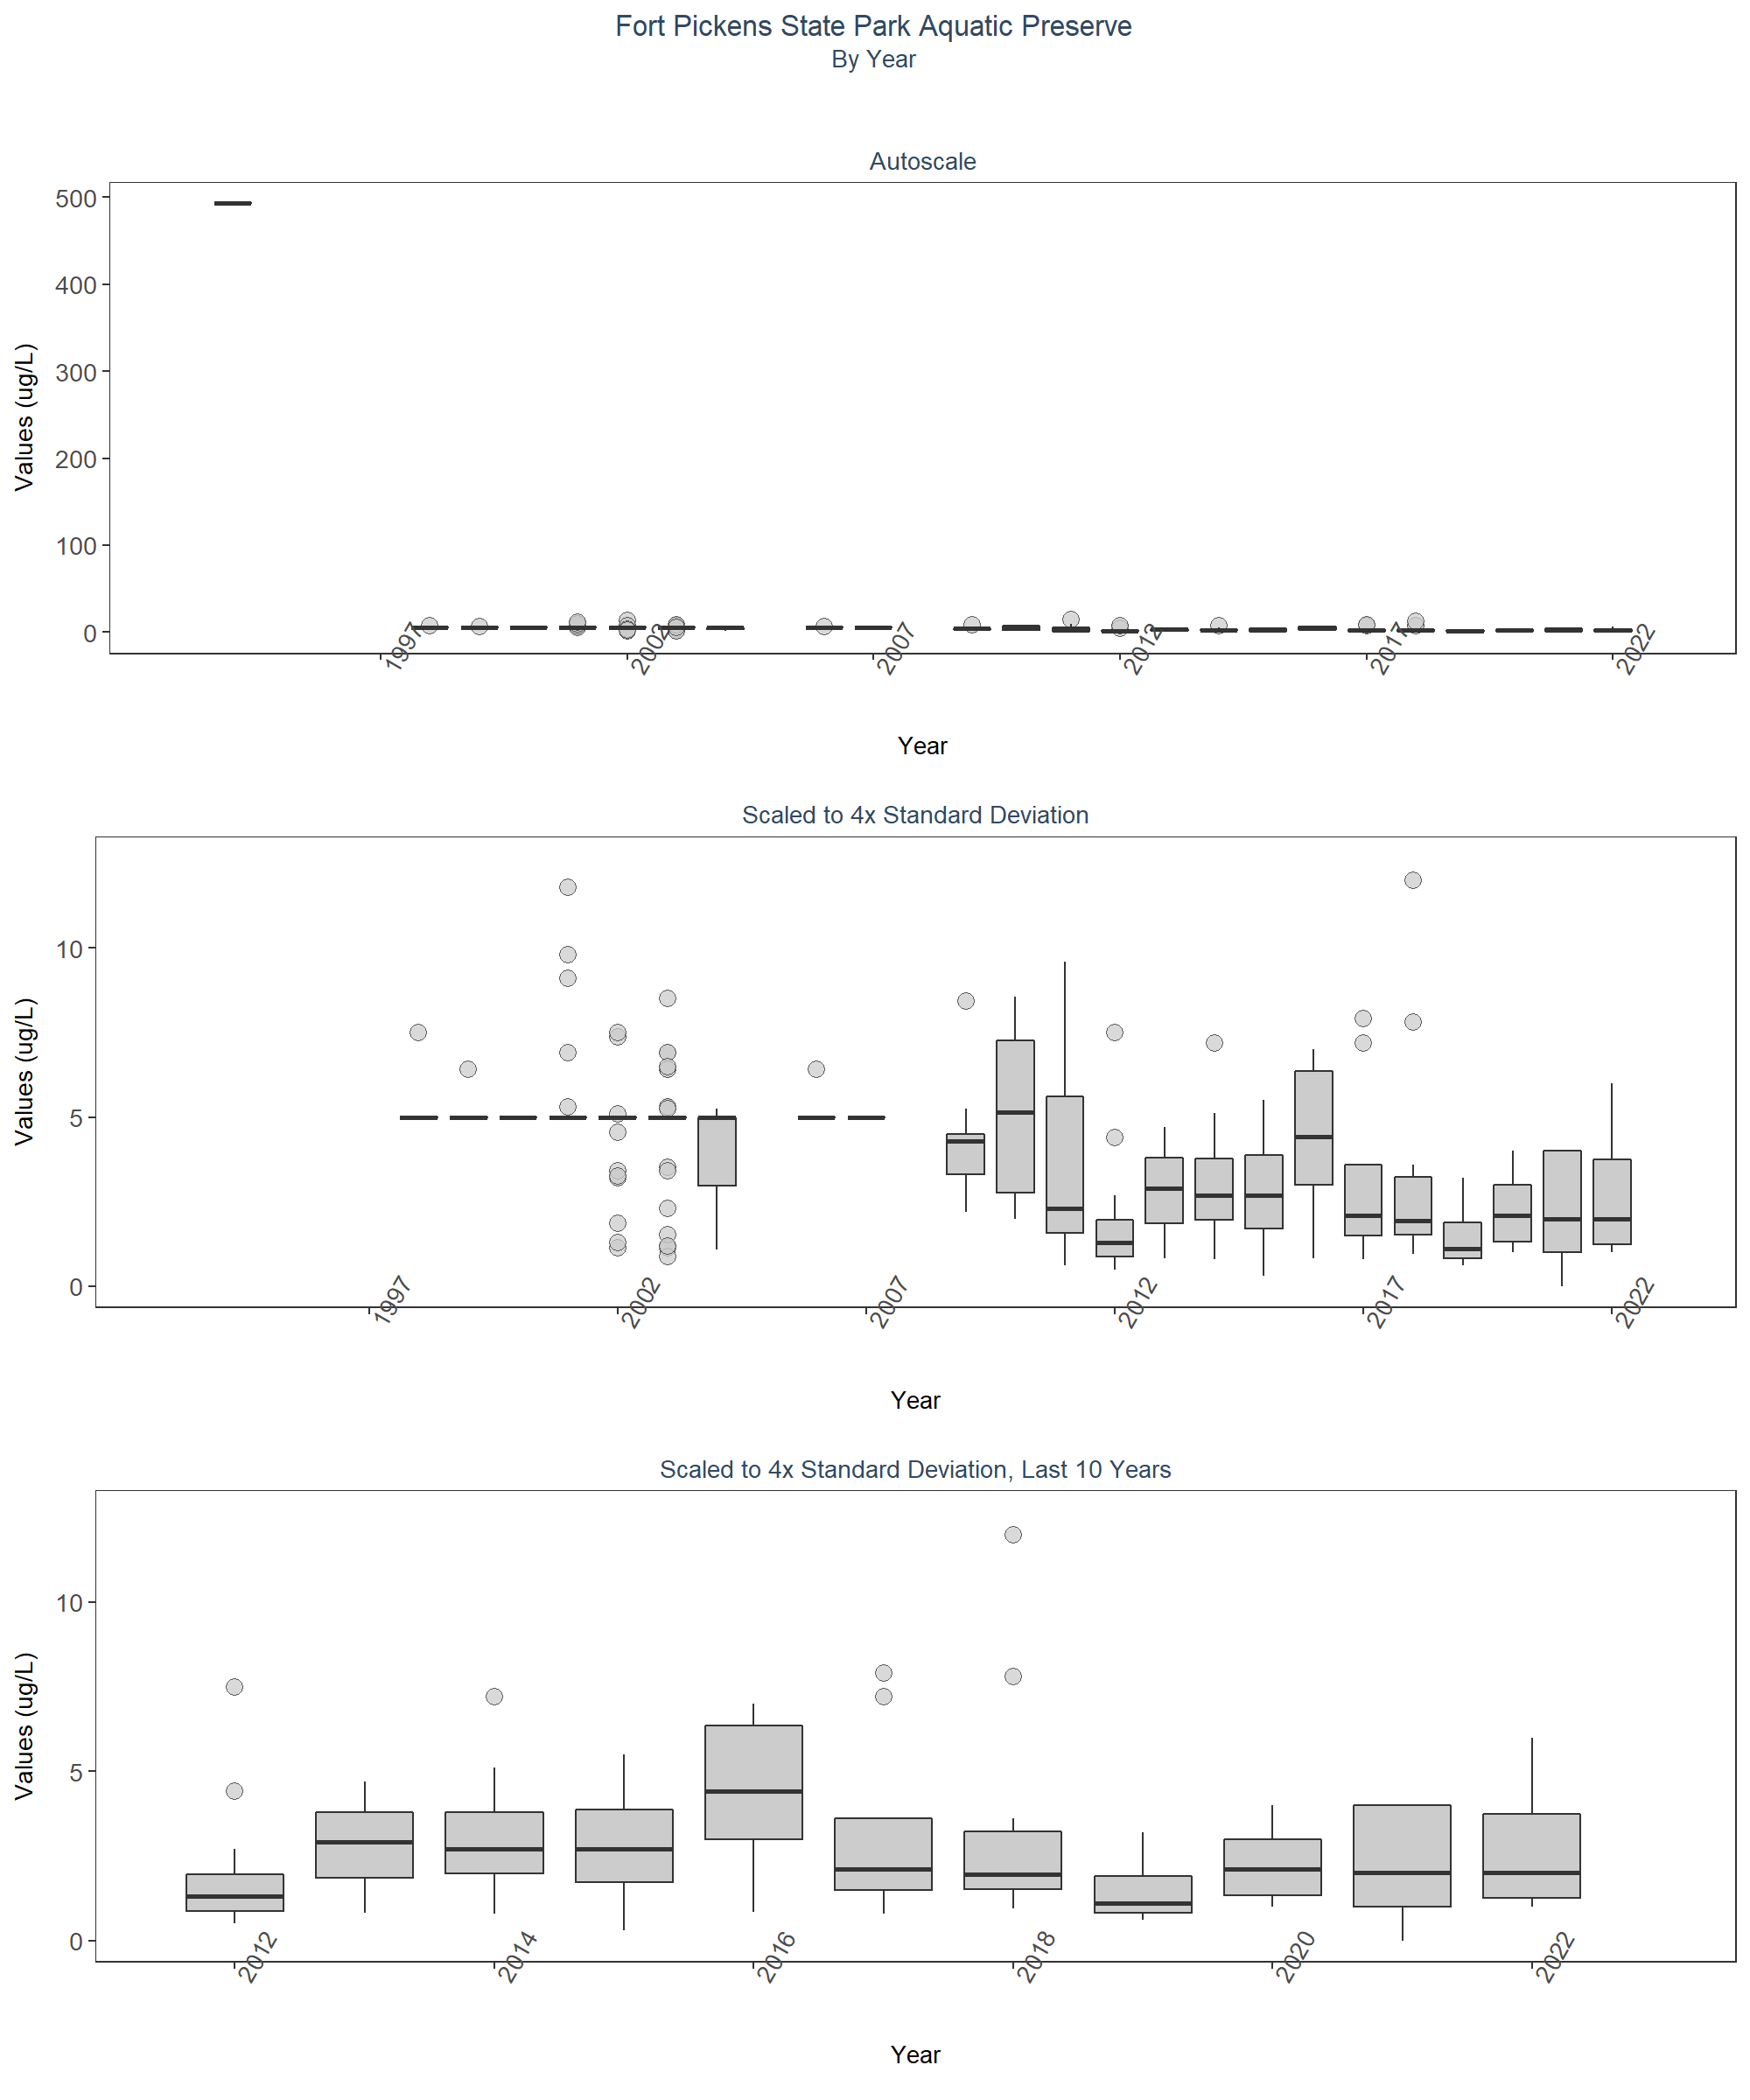 Fort Pickens State Park Aquatic Preserve
By Year
Autoscale
Values (ug/L)
500
400
300
200
100
0
1997
2002
2007
2012
2017
2022
Year
Scaled to 4x Standard Deviation
Values (ug/L)
10
5
0
1997
2002
2007
2012
2017
2022
Year
Scaled to 4x Standard Deviation, Last 10 Years
Values (ug/L)
10
5
0
2012
2014
2016
2018
2020
2022
Year